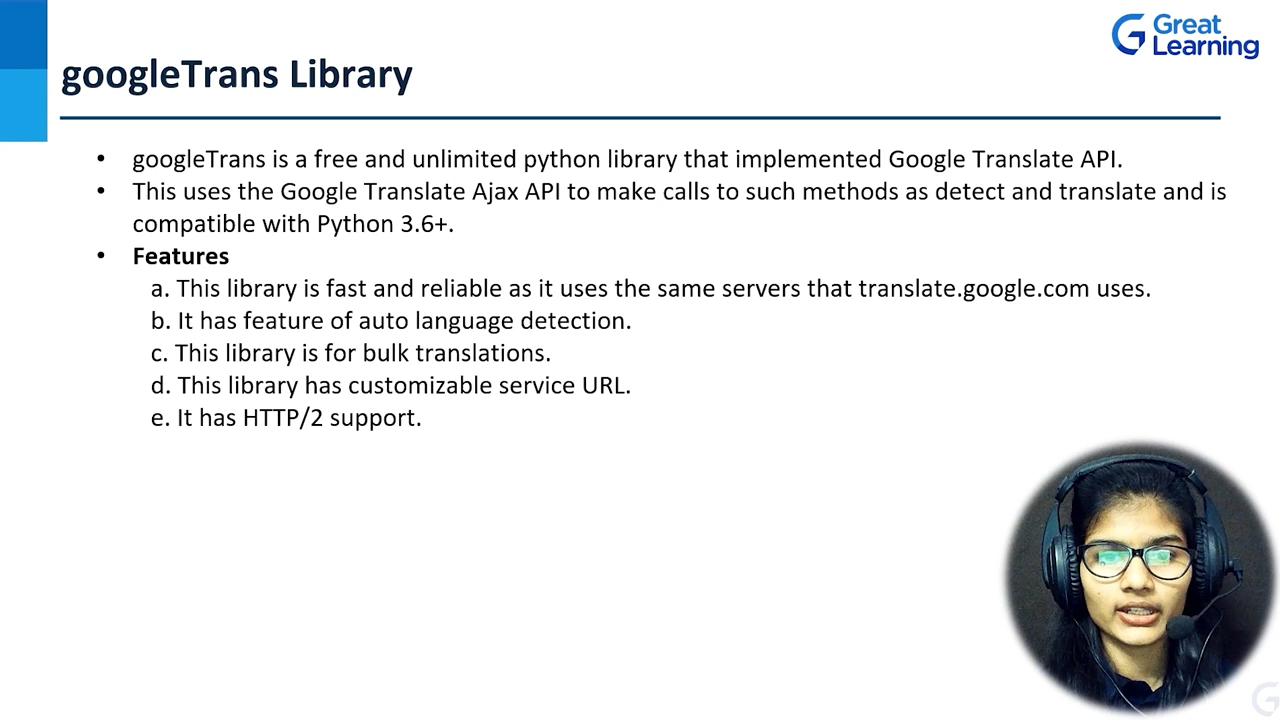 Great
Learning
googleTrans Library
• googleTrans is a free and unlimited python library that implemented Google Translate API.
• This uses the Google Translate Ajax API to make calls to such methods as detect and translate and is
compatible with Python 3.6+.
• Features
a. This library is fast and reliable as it uses the same servers that translate.google.com uses.
b. It has feature of auto language detection.
c. This library is for bulk translations.
d. This library has customizable service URL.
e. It has HTTP/2 support.